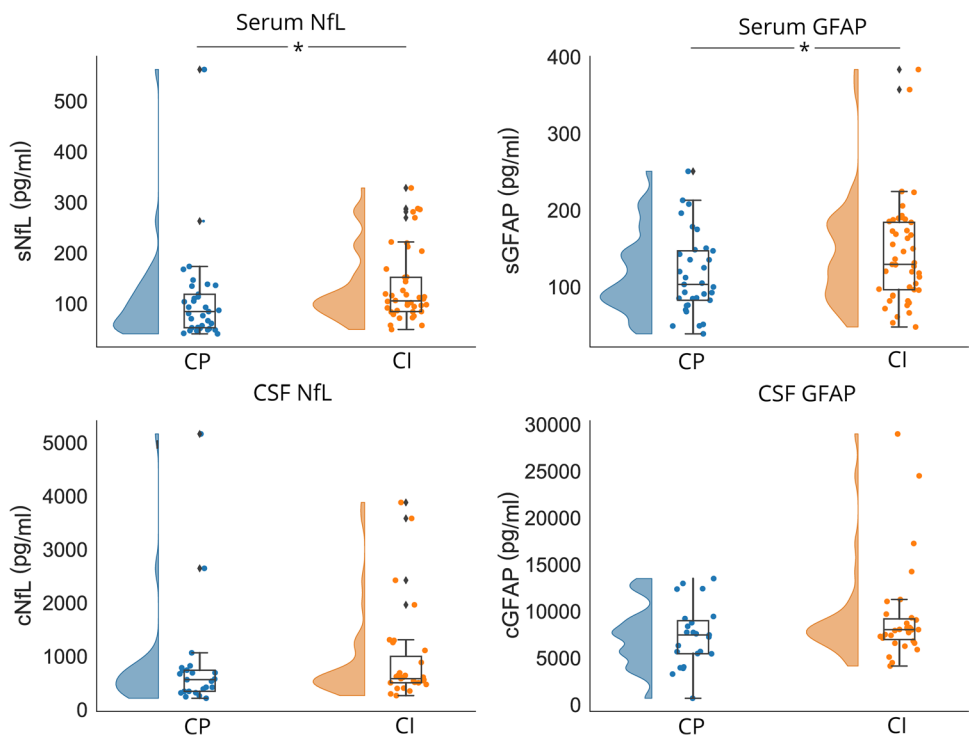 Serum NfL
*
sNfL (pg/ml)
500
400
300
200
100
CP
CI
Serum GFAP
*
sGFAP (pg/ml)
400
300
200
100
CP
CI
CSF NfL
cNfL (pg/ml)
5000
4000
3000
2000
1000
0
CP
CI
CSF GFAP
cGFAP (pg/ml)
30000
25000
20000
15000
10000
5000
0
CP
CI